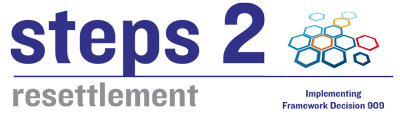 steps 2
resettlement
Implementing
Framework Decision 909